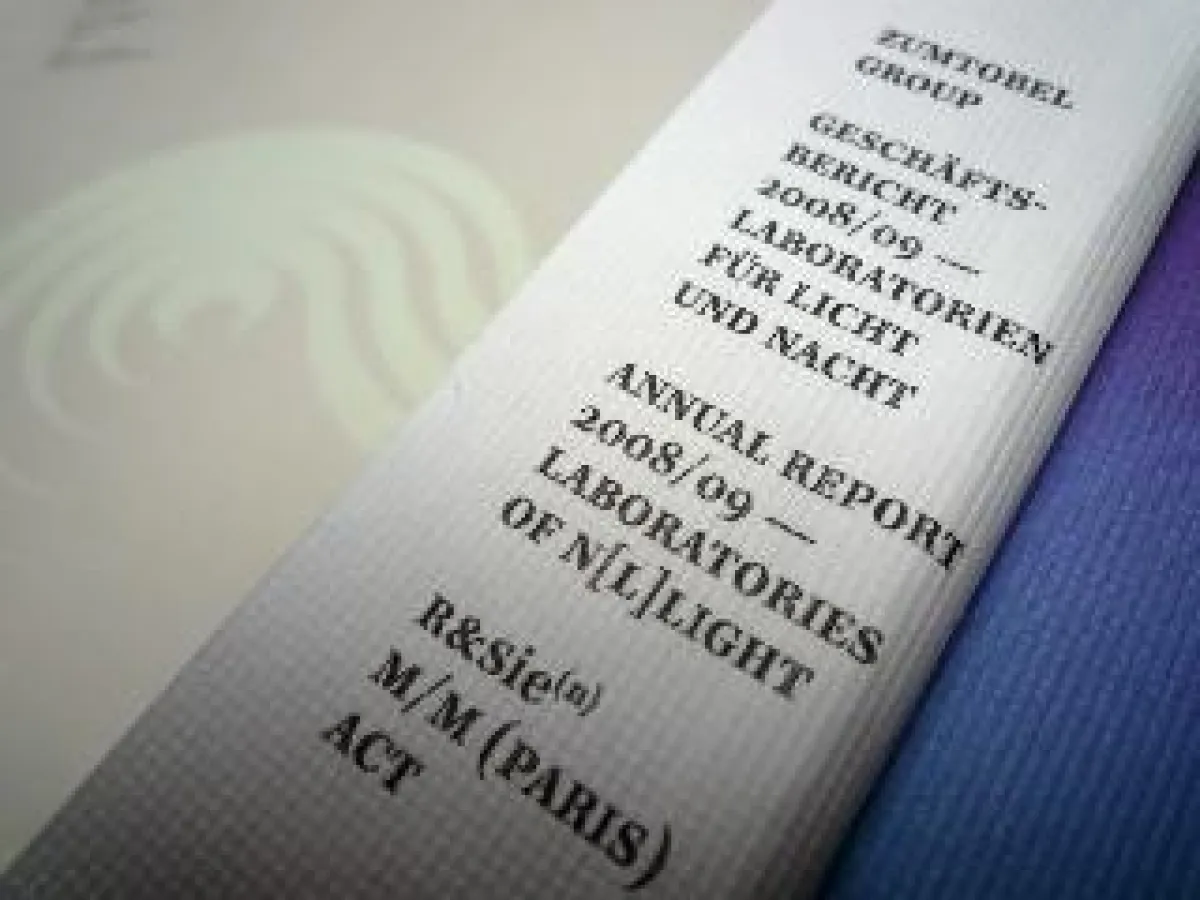 ZUMTOBEL
GROUP
GESCHÄFTS-
BERICHT
2008/09 —
LABORATORIEN
FÜR LICHT
UND NACHT
ANNUAL REPORT
2008/09 —
LABORATORIES
OF N[L]LIGHT
R&Sie(n)
M/M (PARIS)
ACT